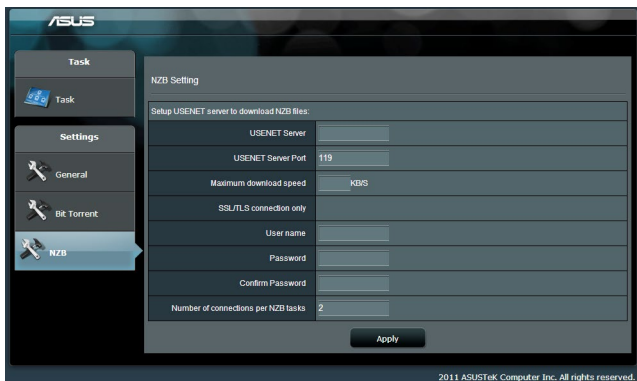 ASUS
Task
Task
Settings
General
Bit Torrent
NZB
NZB Setting
Setup USENET server to download NZB files:
USENET Server
USENET Server Port 119
Maximum download speed KB/S
SSL/TLS connection only
User name
Password
Confirm Password
Number of connections per NZB tasks 2
Apply
2011 ASUSTeK Computer Inc. All rights reserved.